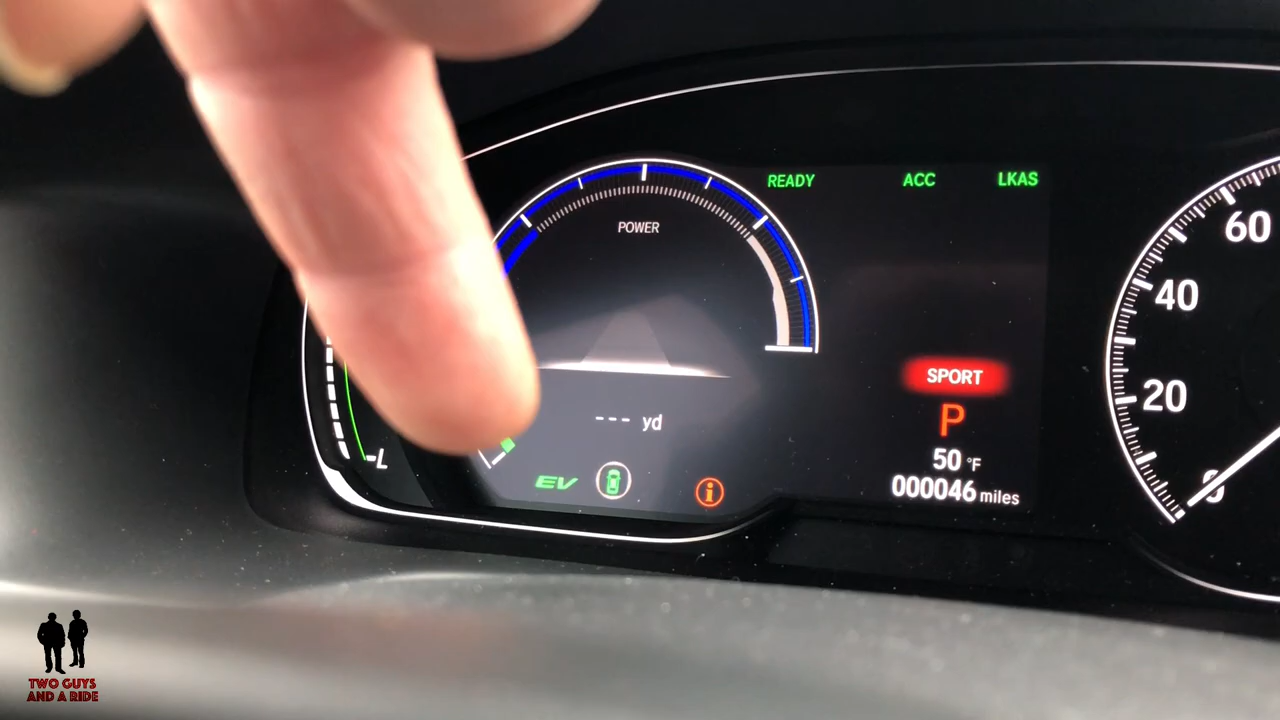 READY ACC LKAS
POWER
60
40
20
SPORT
P
--- yd
L
50 °F
EV
i
000046 miles
TWO GUYS
AND A RIDE